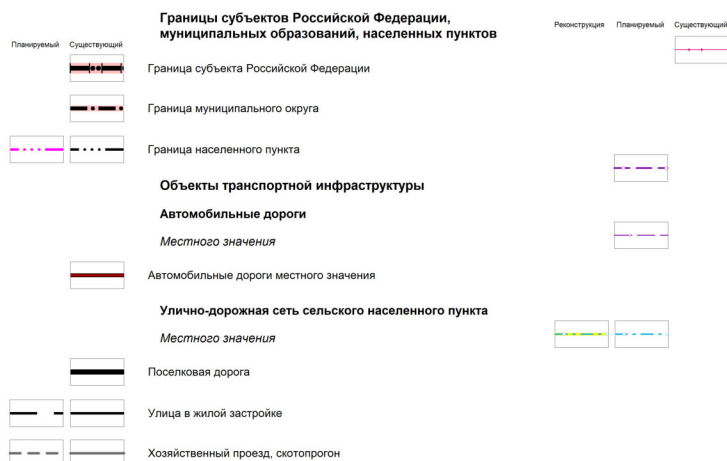 Границы субъектов Российской Федерации,
муниципальных образований, населенных пунктов
Планируемый Существующий
Реконструкция Планируемый Существующий
Граница субъекта Российской Федерации
Граница муниципального округа
Граница населенного пункта
Объекты транспортной инфраструктуры
Автомобильные дороги
Местного значения
Автомобильные дороги местного значения
Улично-дорожная сеть сельского населенного пункта
Местного значения
Поселковая дорога
Улица в жилой застройке
Хозяйственный проезд, скотопрогон